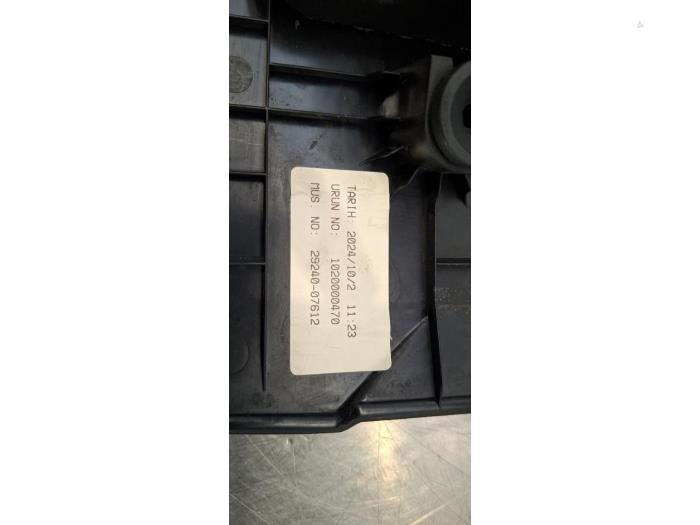 TARIH: 2024/10/2 11:23
URUN NO: 1020000470
MUS. NO: 29240-07612